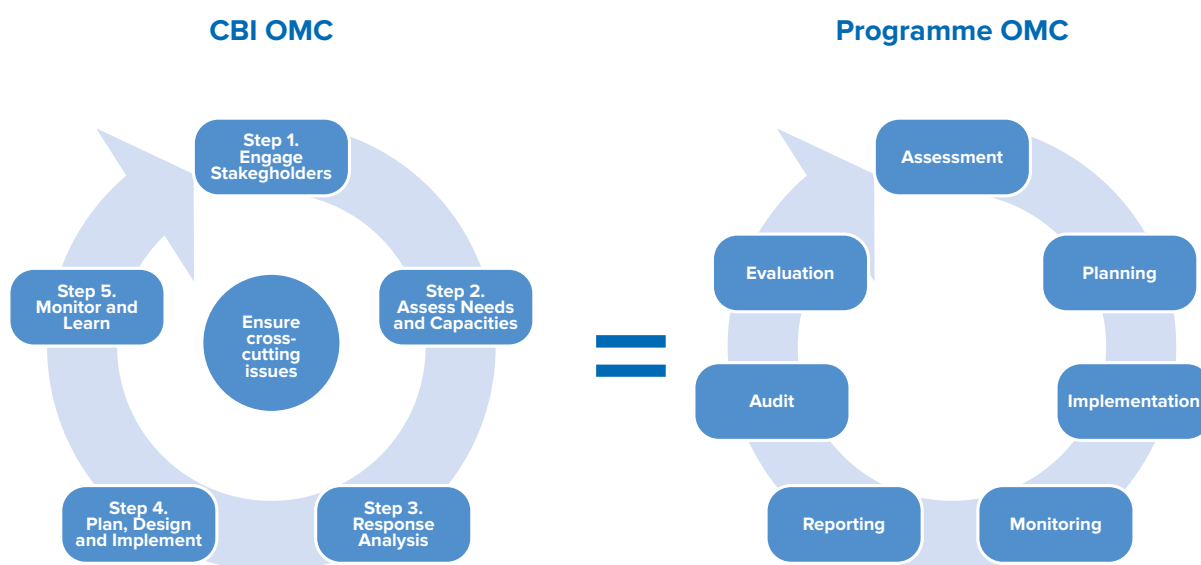 CBI OMC
Step 1.
Engage
Stakegholders
Step 2.
Assess Needs
and Capacities
Step 3.
Response
Analysis
Step 4.
Plan, Design
and Implement
Step 5.
Monitor and
Learn
Ensure
cross-
cutting
issues
=
Programme OMC
Assessment
Planning
Implementation
Monitoring
Reporting
Audit
Evaluation